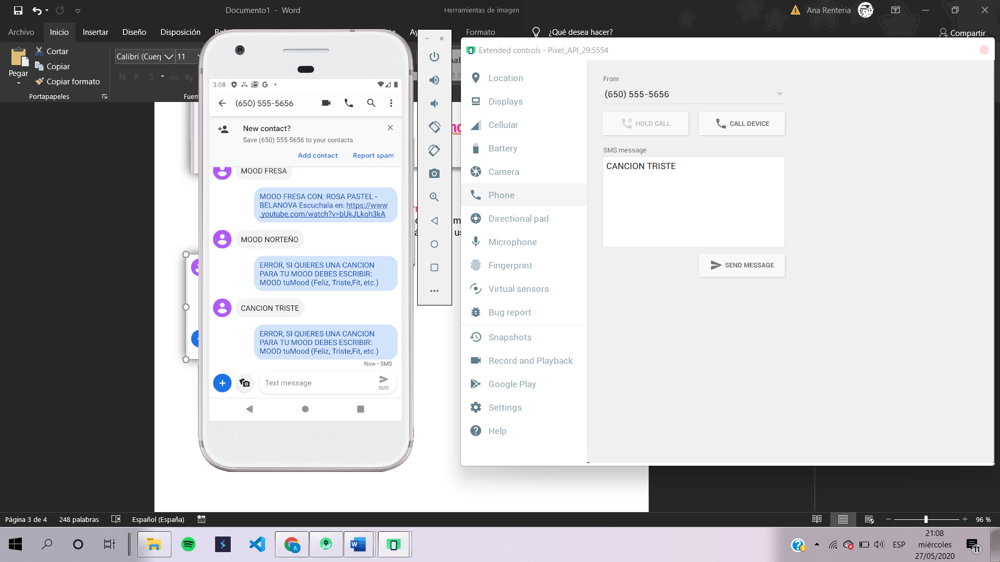 Documento1 - Word
Herramientas de imagen
Ana Renteria
Archivo
Inicio
Insertar
Diseño
Disposición
Formato
¿Qué desea hacer?
Compartir
Pegar
Cortar
Copiar
Copiar formato
Portapapeles
Calibri (Cuerp
11
N K S abc x₂
Fuen
3:08
(650) 555-5656
New contact?
Save (650) 555-5656 to your contacts
Add contact
Report spam
MOOD FRESA
MOOD FRESA CON: ROSA PASTEL -
BELANOVA Escuchala en: https://www
.youtube.com/watch?v=bUkJLkoh3kA
MOOD NORTEÑO
ERROR, SI QUIERES UNA CANCION
PARA TU MOOD DEBES ESCRIBIR:
MOOD tuMood (Feliz, Triste,Fit, etc.)
CANCION TRISTE
ERROR, SI QUIERES UNA CANCION
PARA TU MOOD DEBES ESCRIBIR:
MOOD tuMood (Feliz, Triste,Fit, etc.)
Now • SMS
Text message
SMS
Extended controls - Pixel_API_29:5554
Location
Displays
Cellular
Battery
Camera
Phone
Directional pad
Microphone
Fingerprint
Virtual sensors
Bug report
Snapshots
Record and Playback
Google Play
Settings
Help
From
(650) 555-5656
HOLD CALL
CALL DEVICE
SMS message
CANCION TRISTE
SEND MESSAGE
Página 3 de 4
248 palabras
Español (España)
96 %
ESP
21:08
miércoles
27/05/2020
11